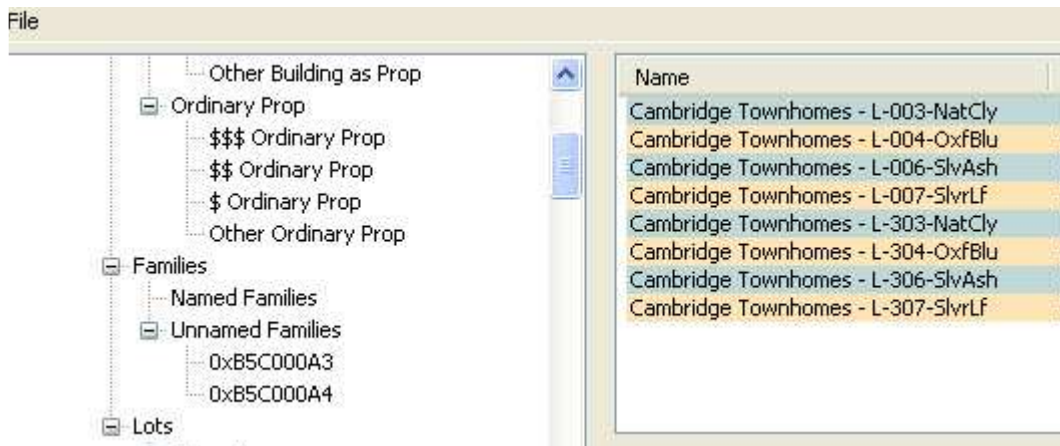 File
Other Building as Prop
Ordinary Prop
$$$ Ordinary Prop
$$ Ordinary Prop
$ Ordinary Prop
Other Ordinary Prop
Families
Named Families
Unnamed Families
0xB5C000A3
0xB5C000A4
Lots
Name
Cambridge Townhomes - L-003-NatCly
Cambridge Townhomes - L-004-OxfBlu
Cambridge Townhomes - L-006-SlvAsh
Cambridge Townhomes - L-007-SlvrLf
Cambridge Townhomes - L-303-NatCly
Cambridge Townhomes - L-304-OxfBlu
Cambridge Townhomes - L-306-SlvAsh
Cambridge Townhomes - L-307-SlvrLf